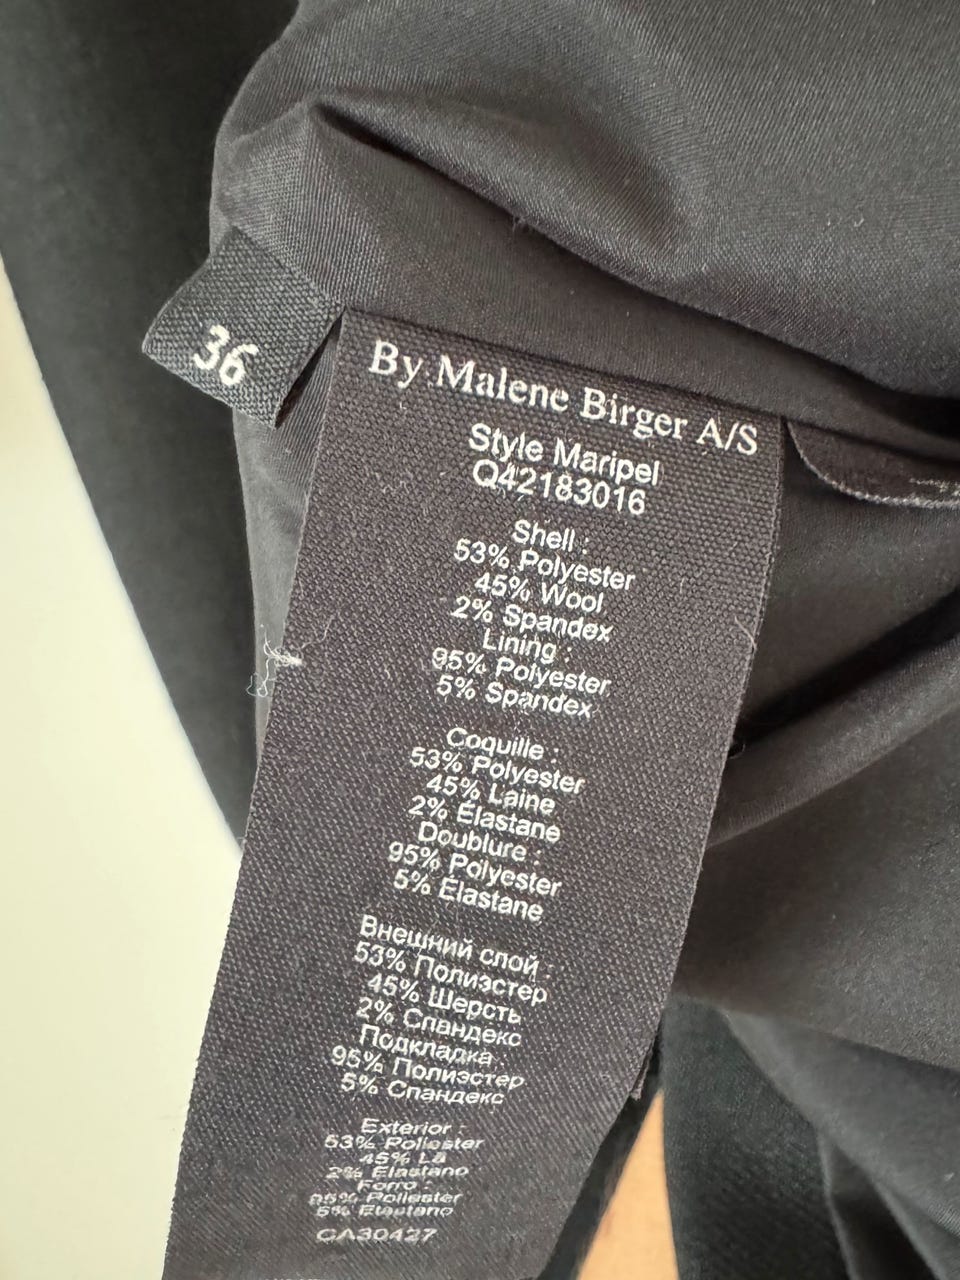 36
By Malene Birger A/S
Style Maripel
Q42183016
Shell :
53% Polyester
45% Wool
2% Spandex
Lining :
95% Polyester
5% Spandex
Coquille :
53% Polyester
45% Laine
2% Élastane
Doublure :
95% Polyester
5% Élastane
Внешний слой :
53% Полиэстер
45% Шерсть
2% Спандекс
Подкладка
95% Полиэстер
5% Спандекс
Exterior :
53% Poliester
45% Lã
2% Elastano
Forro :
95% Poliester
5% Elastano
CA30427